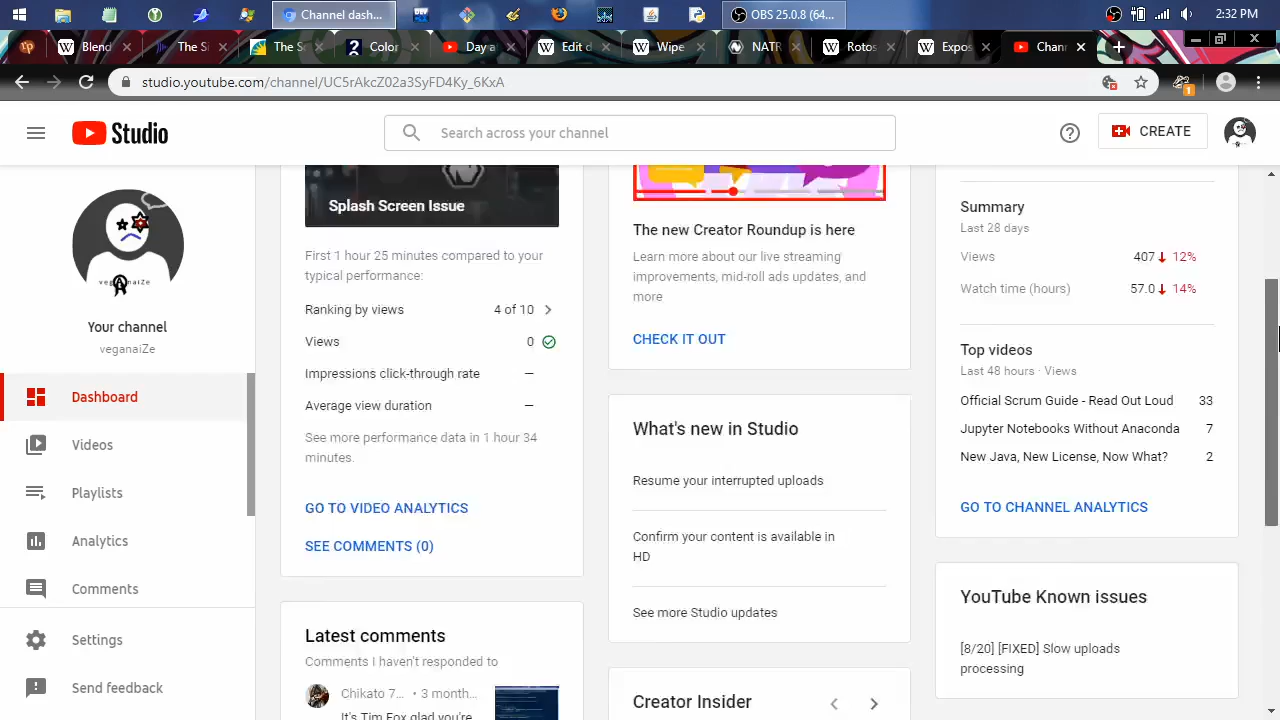 Channel dash...
OBS 25.0.8 (64...
2:32 PM
Blend
The S
The S
Colo
Day
Edit d
Wipe
NATR
Roto
Chan
studio.youtube.com/channel/UC5rAkcZ02a3SyFD4Ky_6KxA
1
Studio
Search across your channel
CREATE
veganaiZe
Your channel
veganaiZe
Dashboard
Videos
Playlists
Analytics
Comments
Settings
Send feedback
Splash Screen Issue
First 1 hour 25 minutes compared to your
typical performance:
Ranking by views 4 of 10
Views 0
Impressions click-through rate —
Average view duration —
See more performance data in 1 hour 34
minutes.
GO TO VIDEO ANALYTICS
SEE COMMENTS (0)
Latest comments
Comments I haven't responded to
Chikato 7... • 3 month...
Tim Fox glad you're
The new Creator Roundup is here
Learn more about our live streaming
improvements, mid-roll ads updates, and
more
CHECK IT OUT
What's new in Studio
Resume your interrupted uploads
Confirm your content is available in
HD
See more Studio updates
Creator Insider
Summary
Last 28 days
Views 407 12%
Watch time (hours) 57.0 14%
Top videos
Last 48 hours · Views
Official Scrum Guide - Read Out Loud 33
Jupyter Notebooks Without Anaconda 7
New Java, New License, Now What? 2
GO TO CHANNEL ANALYTICS
YouTube Known issues
[8/20] [FIXED] Slow uploads
processing